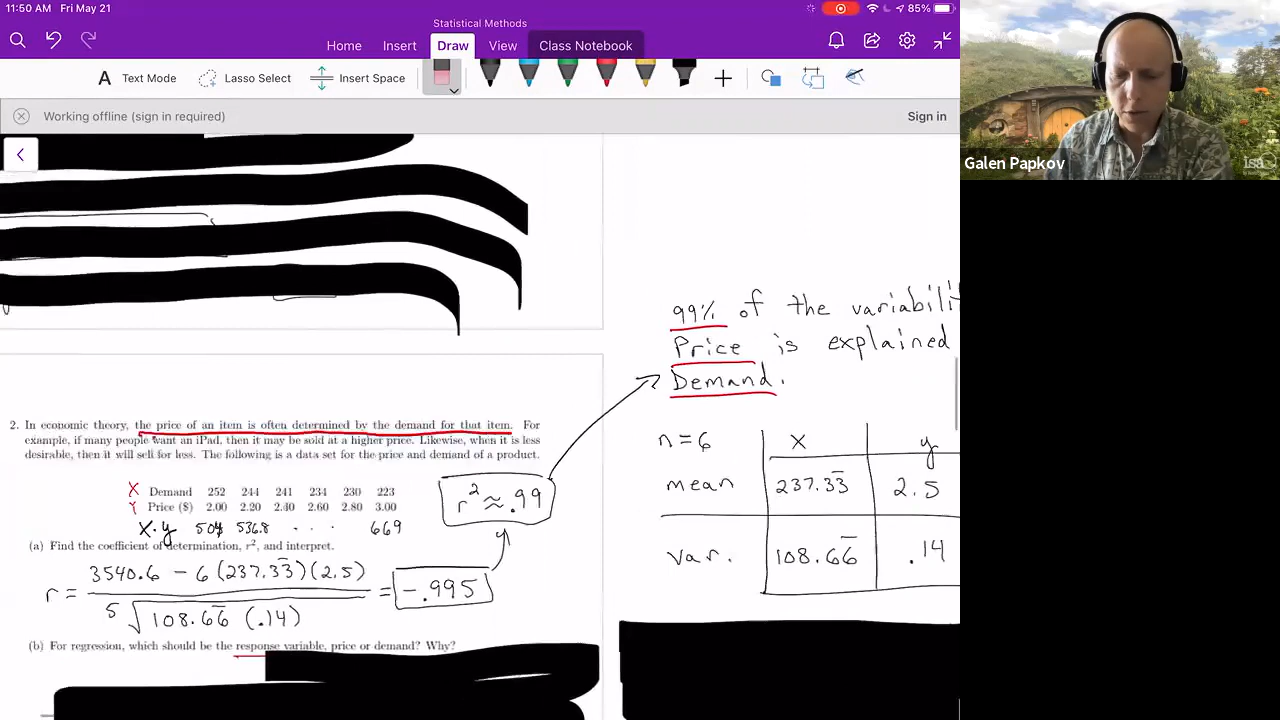 11:50 AM Fri May 21
85%
Statistical Methods
Home Insert Draw View Class Notebook
Text Mode Lasso Select Insert Space
Working offline (sign in required) Sign in
Galen Papkov
99% of the variabilit
Price is explained
Demand.
2. In economic theory, the price of an item is often determined by the demand for that item. For
example, if many people want an iPad, then it may be sold at a higher price. Likewise, when it is less
desirable, then it will sell for less. The following is a data set for the price and demand of a product.
X Demand 252 244 241 234 230 223
Y Price ($) 2.00 2.20 2.40 2.60 2.80 3.00
X·y 504 536.8 . . . 669
r² ≈ .99
n = 6 X y
mean 237.33̅ 2.5
var. 108.66̅ .14
(a) Find the coefficient of determination, r², and interpret.
r = 3540.6 − 6(237.33̅)(2.5) = −.995
5 √108.66̅ (.14)
(b) For regression, which should be the response variable, price or demand? Why?